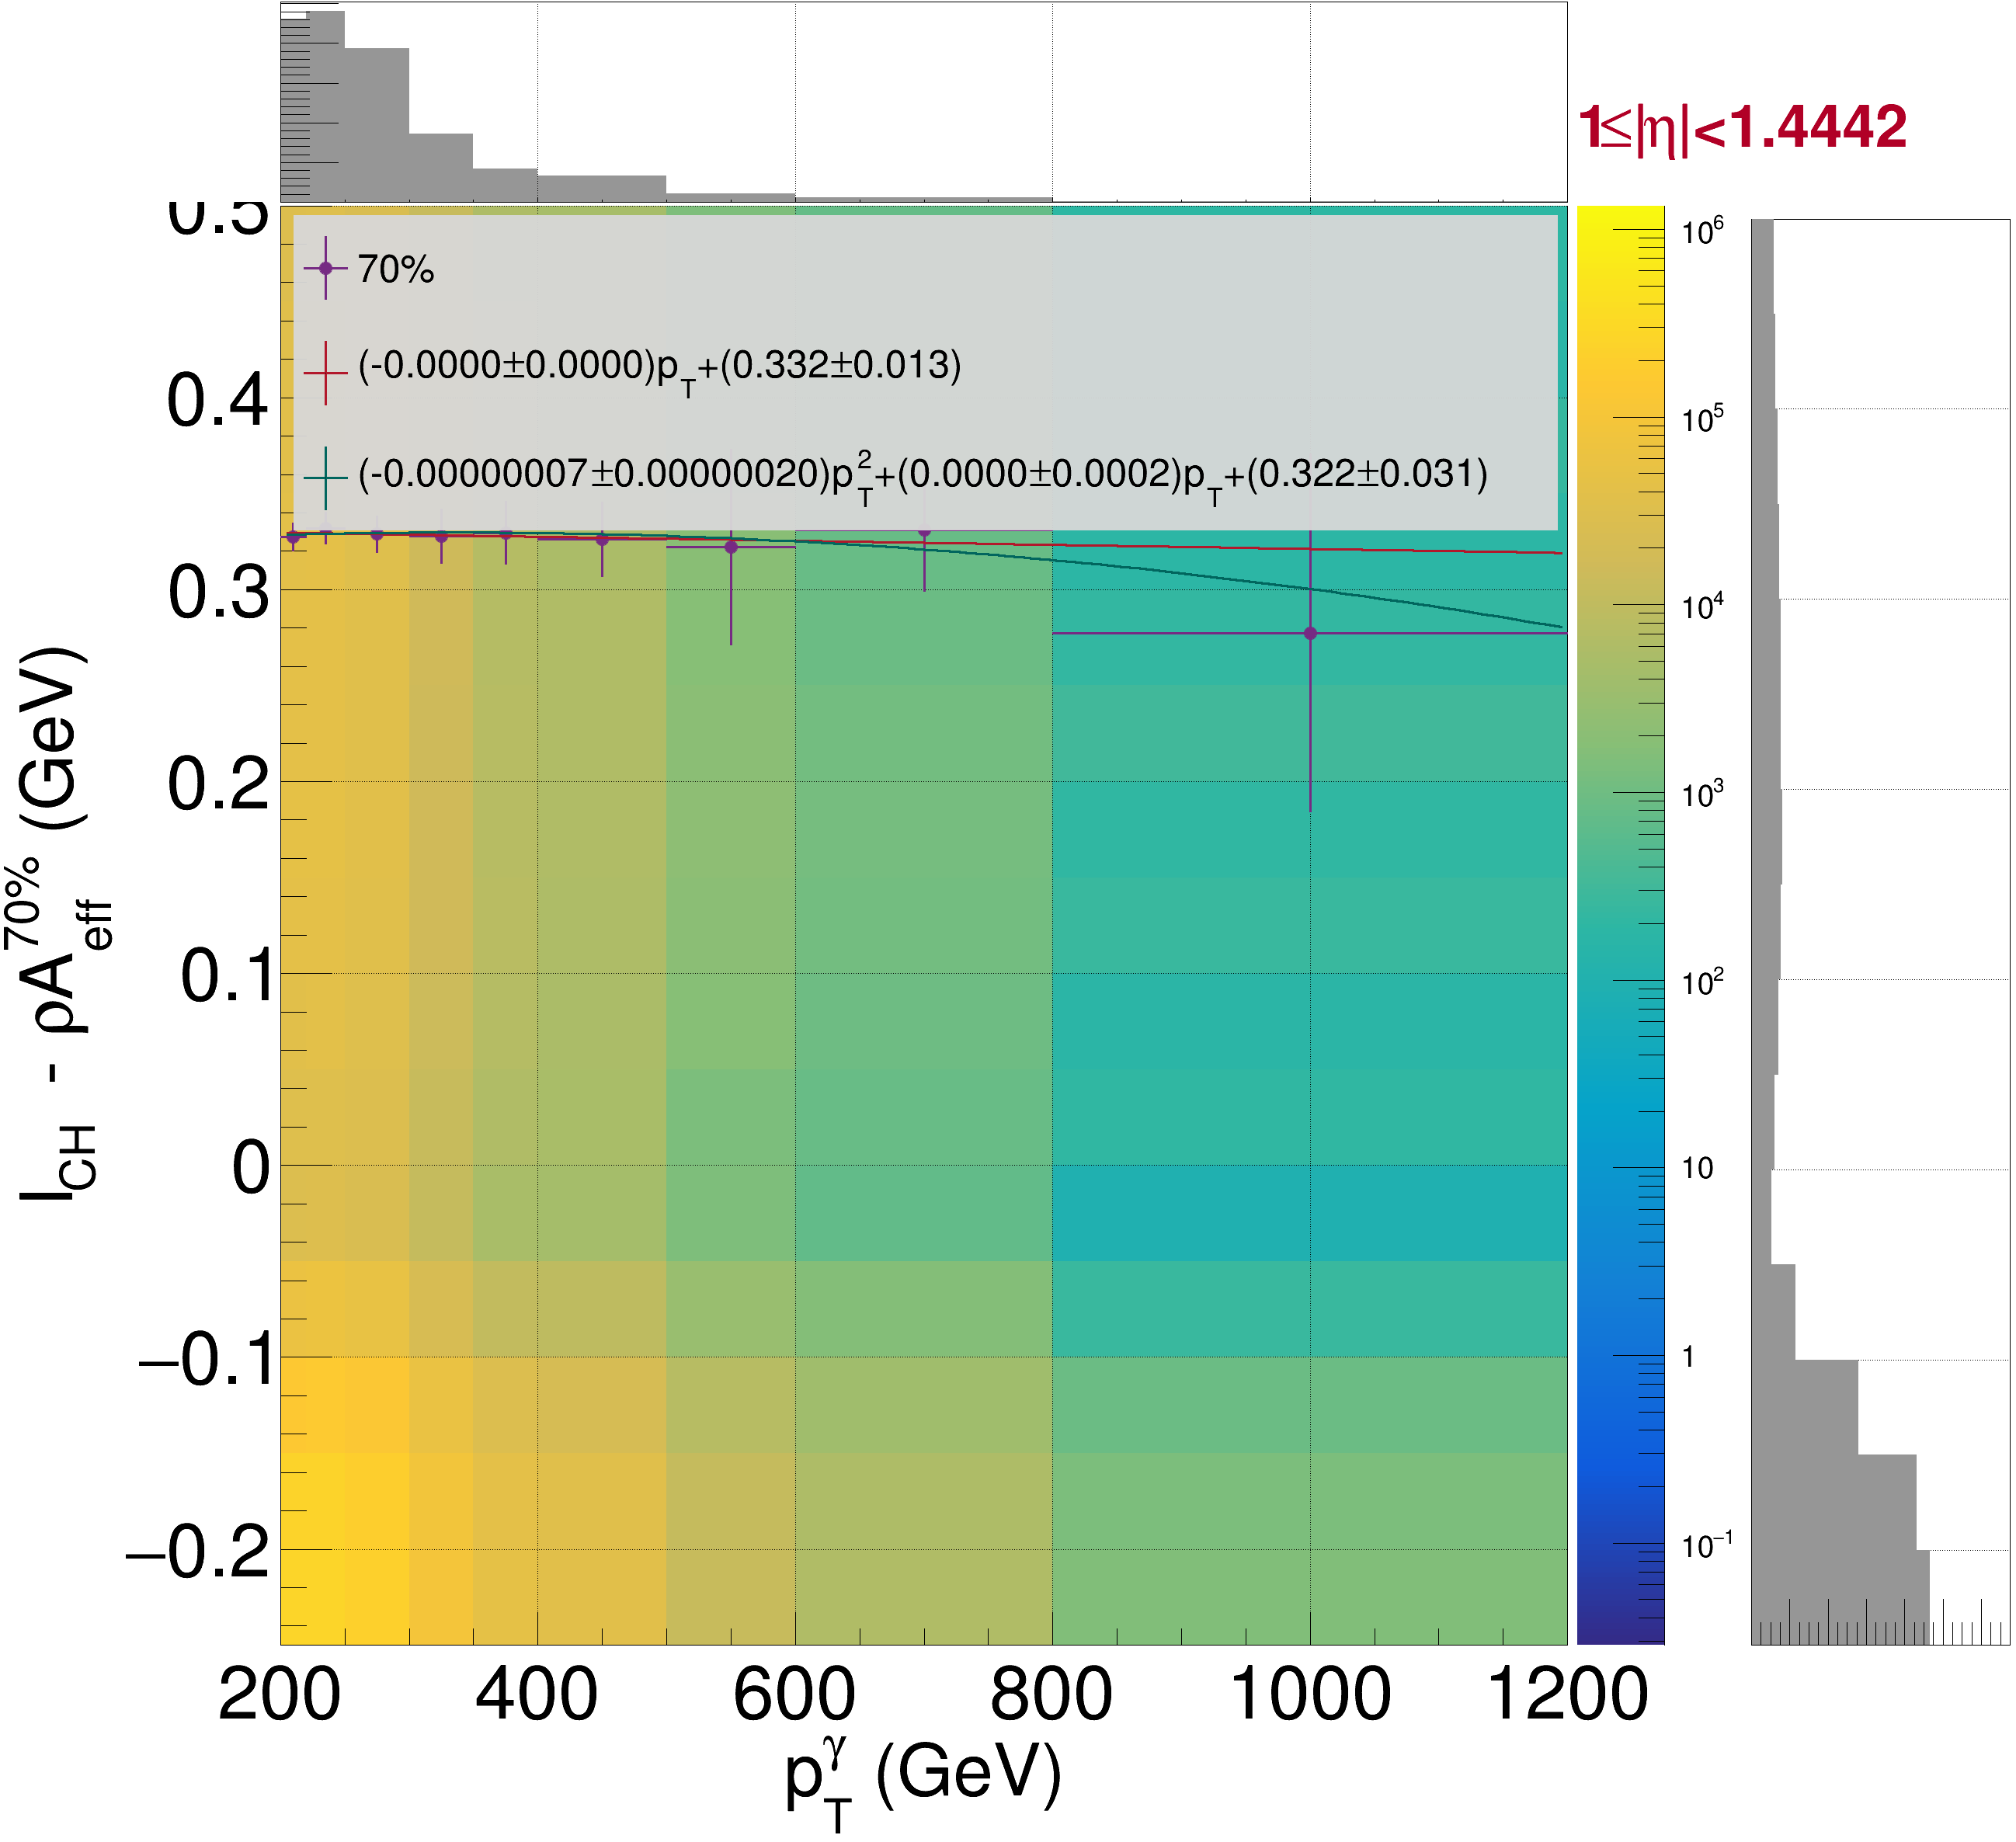 1≤|η|<1.4442
70%
(-0.0000±0.0000)p_T+(0.332±0.013)
(-0.00000007±0.00000020)p_T^2+(0.0000±0.0002)p_T+(0.322±0.031)
0.5
0.4
0.3
0.2
0.1
0
−0.1
−0.2
I_CH - ρA_eff^70% (GeV)
200 400 600 800 1000 1200
p_T^γ (GeV)
10^6
10^5
10^4
10^3
10^2
10
1
10^−1